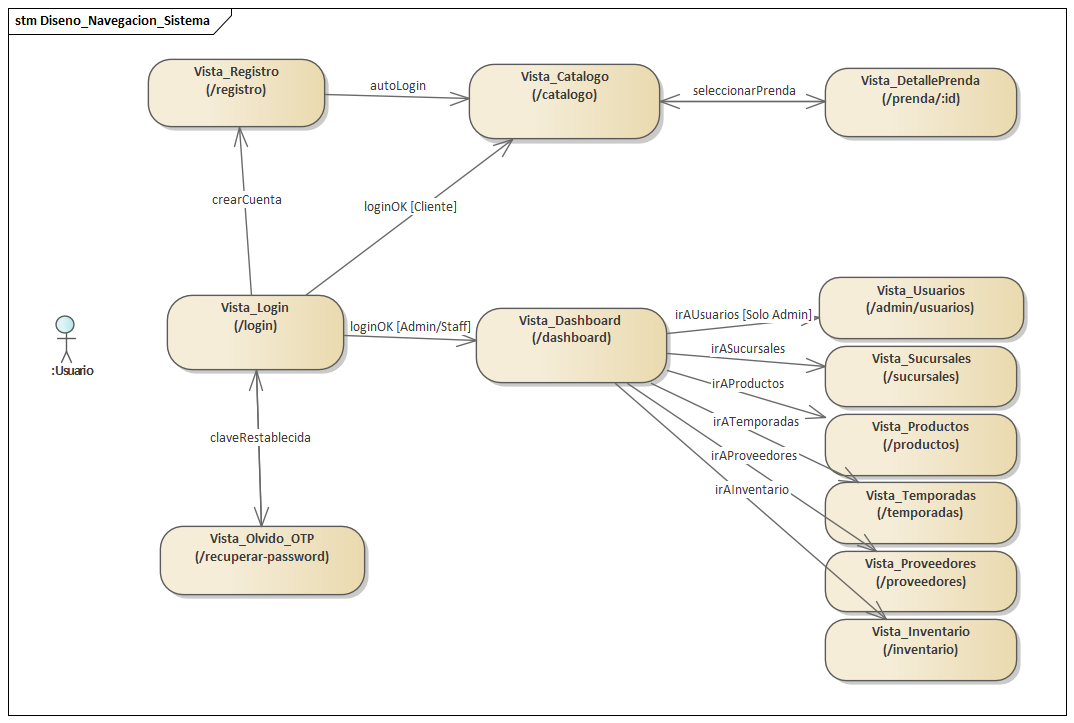 stm Diseno_Navegacion_Sistema
Vista_Registro
(/registro)
autoLogin
Vista_Catalogo
(/catalogo)
seleccionarPrenda
Vista_DetallePrenda
(/prenda/:id)
crearCuenta
loginOK [Cliente]
Vista_Login
(/login)
loginOK [Admin/Staff]
Vista_Dashboard
(/dashboard)
:Usuario
irAUsuarios [Solo Admin]
Vista_Usuarios
(/admin/usuarios)
irASucursales
Vista_Sucursales
(/sucursales)
irAProductos
Vista_Productos
(/productos)
irATemporadas
Vista_Temporadas
(/temporadas)
irAProveedores
Vista_Proveedores
(/proveedores)
irAInventario
Vista_Inventario
(/inventario)
claveRestablecida
Vista_Olvido_OTP
(/recuperar-password)